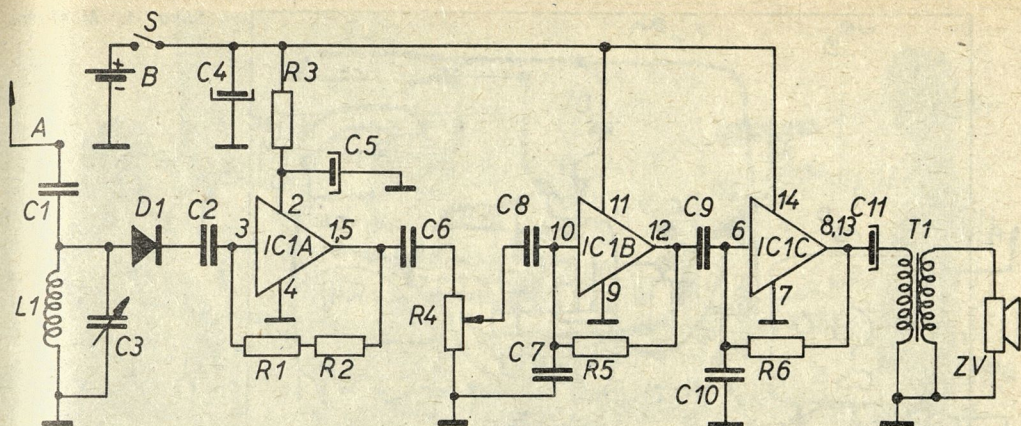 S
+
-
B
C4
R3
A
C5
C1
D1
C2
3
2
IC1A
1,5
4
C6
C8
10
11
IC1B
12
9
C9
6
14
IC1C
8,13
7
C11
T1
L1
C3
R1
R2
R4
C7
R5
C10
R6
ZV